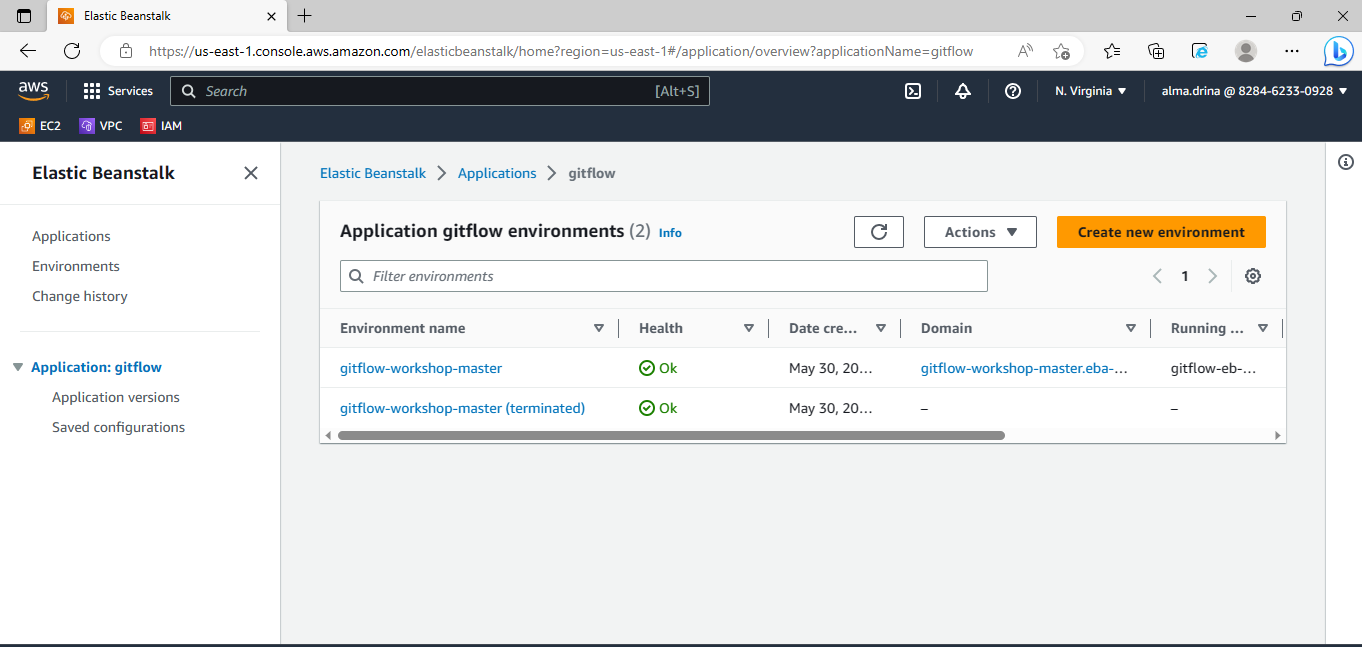 Elastic Beanstalk
https://us-east-1.console.aws.amazon.com/elasticbeanstalk/home?region=us-east-1#/application/overview?applicationName=gitflow
aws Services Search [Alt+S] N. Virginia alma.drina @ 8284-6233-0928
EC2 VPC IAM
Elastic Beanstalk
Applications
Environments
Change history
Application: gitflow
Application versions
Saved configurations
Elastic Beanstalk Applications gitflow
Application gitflow environments (2) Info Actions Create new environment
Filter environments 1
Environment name Health Date cre... Domain Running ...
gitflow-workshop-master Ok May 30, 20... gitflow-workshop-master.eba-... gitflow-eb-...
gitflow-workshop-master (terminated) Ok May 30, 20... – –